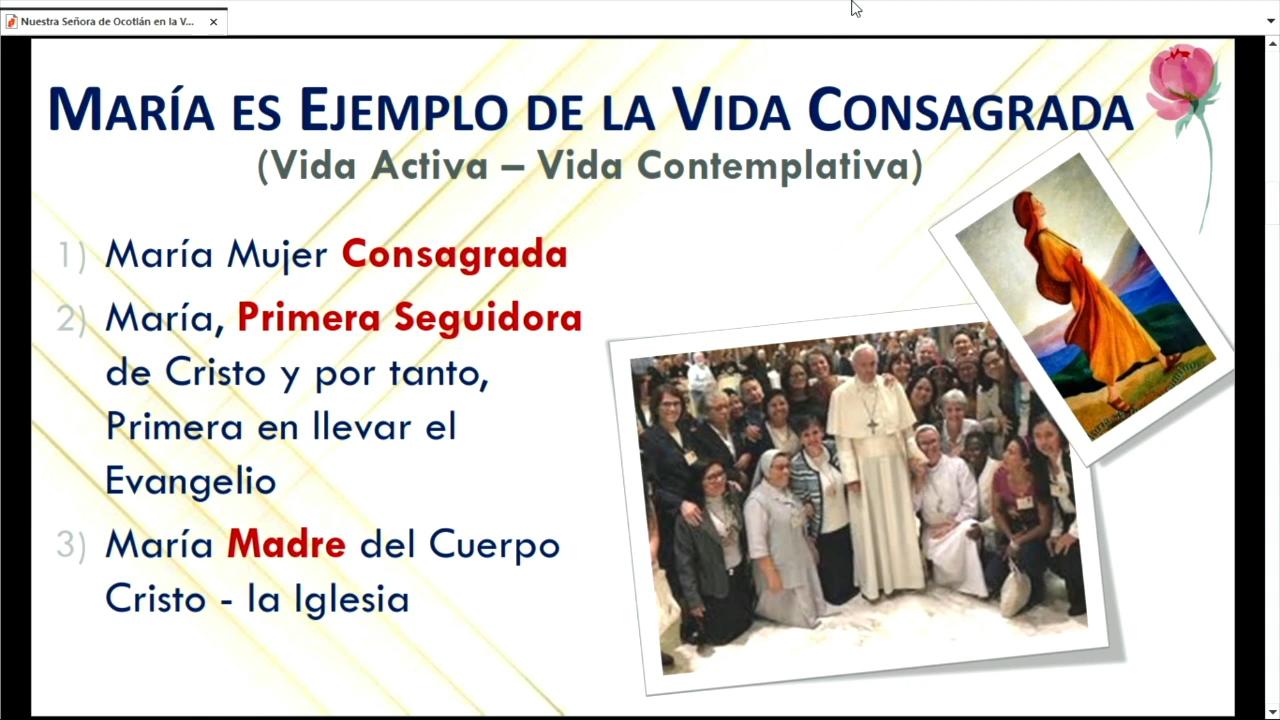 Nuestra Señora de Ocotlán en la V...
MARÍA ES EJEMPLO DE LA VIDA CONSAGRADA
(Vida Activa – Vida Contemplativa)
1) María Mujer Consagrada
2) María, Primera Seguidora
de Cristo y por tanto,
Primera en llevar el
Evangelio
3) María Madre del Cuerpo
Cristo - la Iglesia